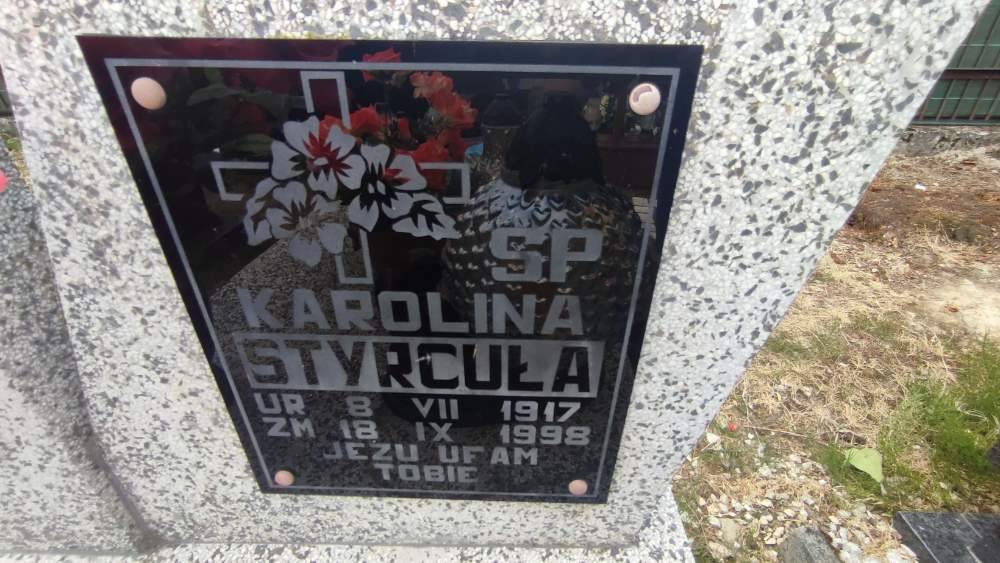 SP
KAROLINA
STYRCUŁA
UR 8 VII 1917
ZM 18 IX 1998
JEZU UFAM
TOBIE